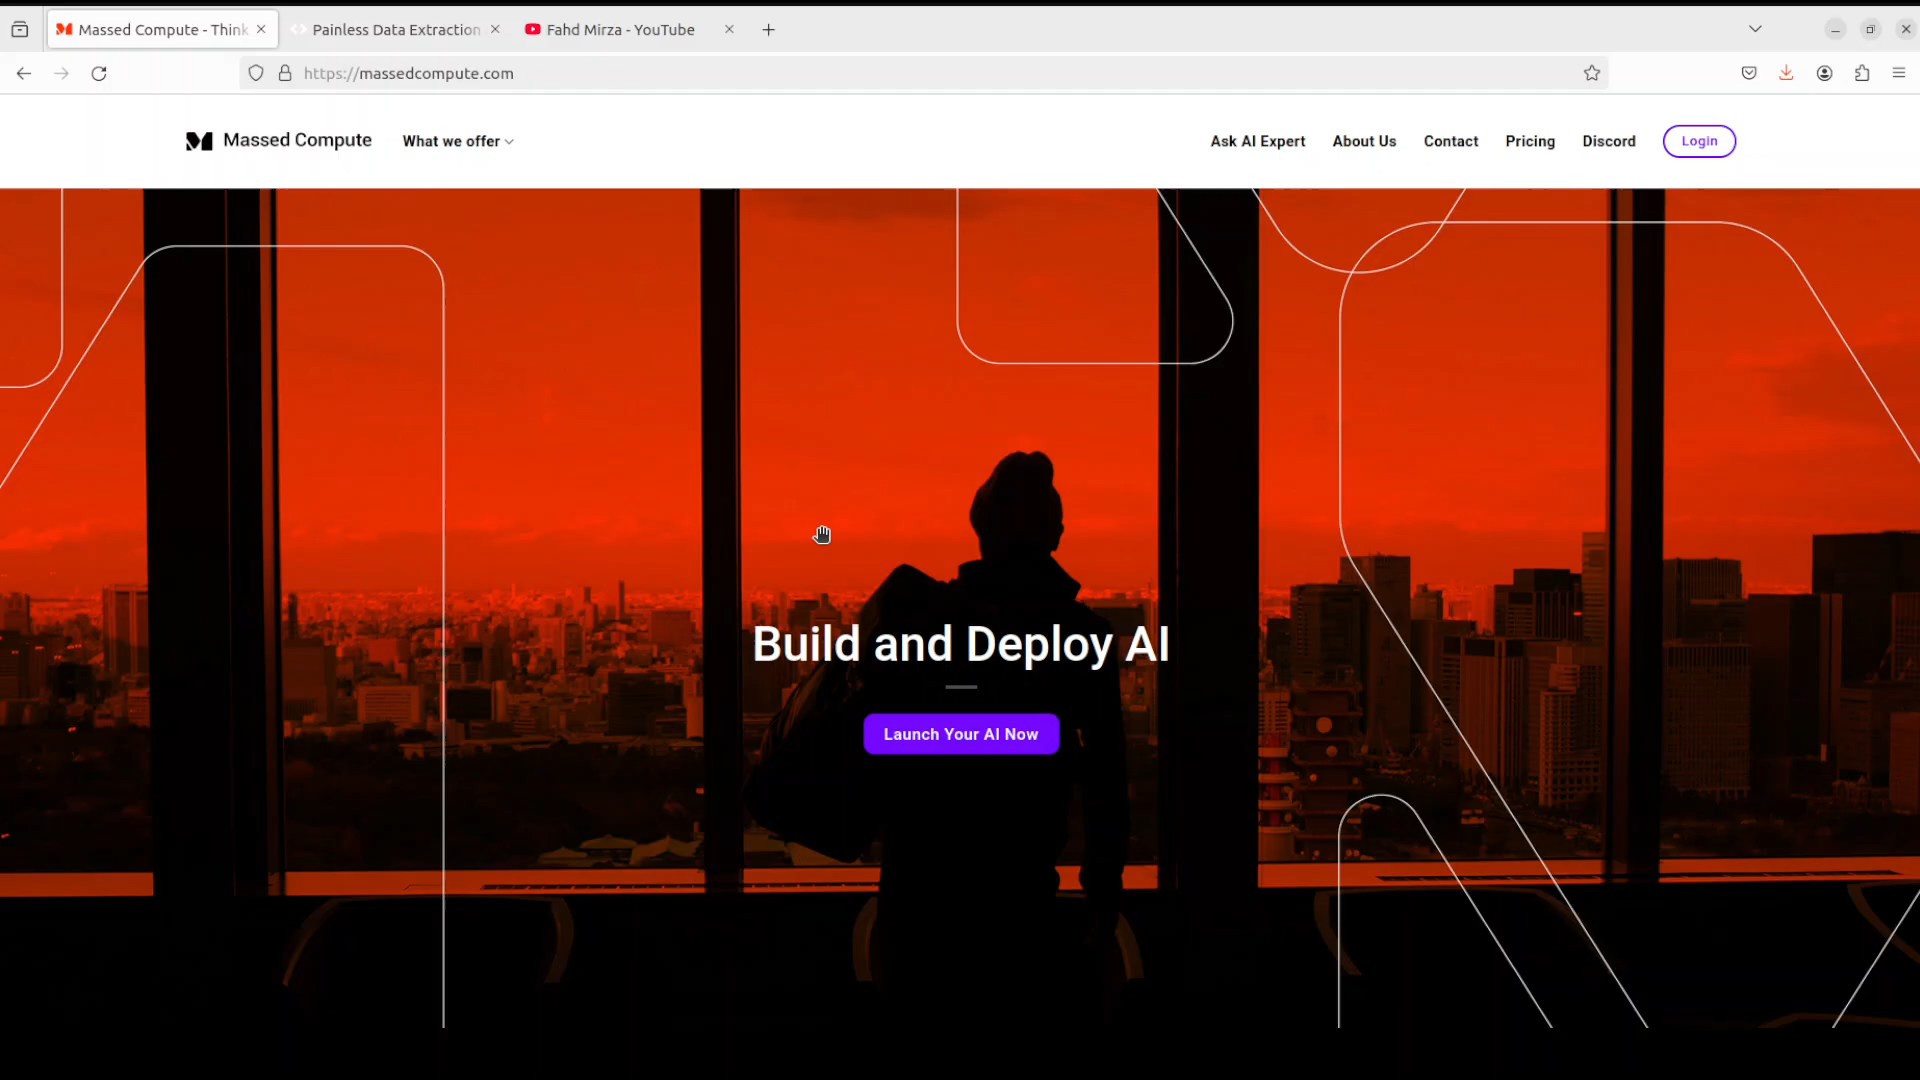 Massed Compute - Think
Painless Data Extraction
Fahd Mirza - YouTube
https://massedcompute.com
Massed Compute
What we offer
Ask AI Expert
About Us
Contact
Pricing
Discord
Login
Build and Deploy AI
Launch Your AI Now